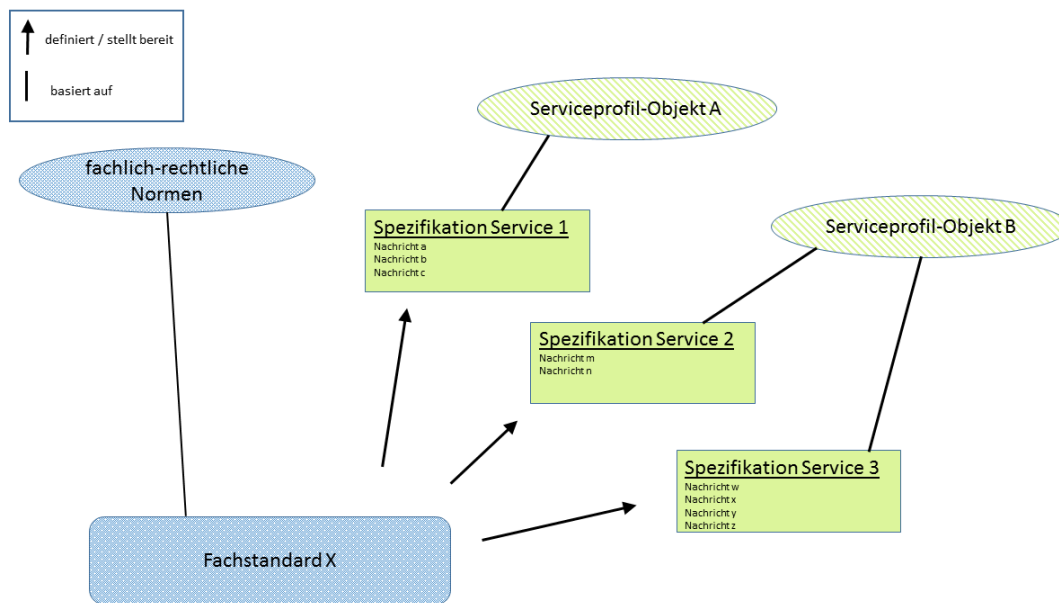 definiert / stellt bereit
basiert auf
Serviceprofil-Objekt A
fachlich-rechtliche
Normen
Spezifikation Service 1
Nachricht a
Nachricht b
Nachricht c
Serviceprofil-Objekt B
Spezifikation Service 2
Nachricht m
Nachricht n
Spezifikation Service 3
Nachricht w
Nachricht x
Nachricht y
Nachricht z
Fachstandard X